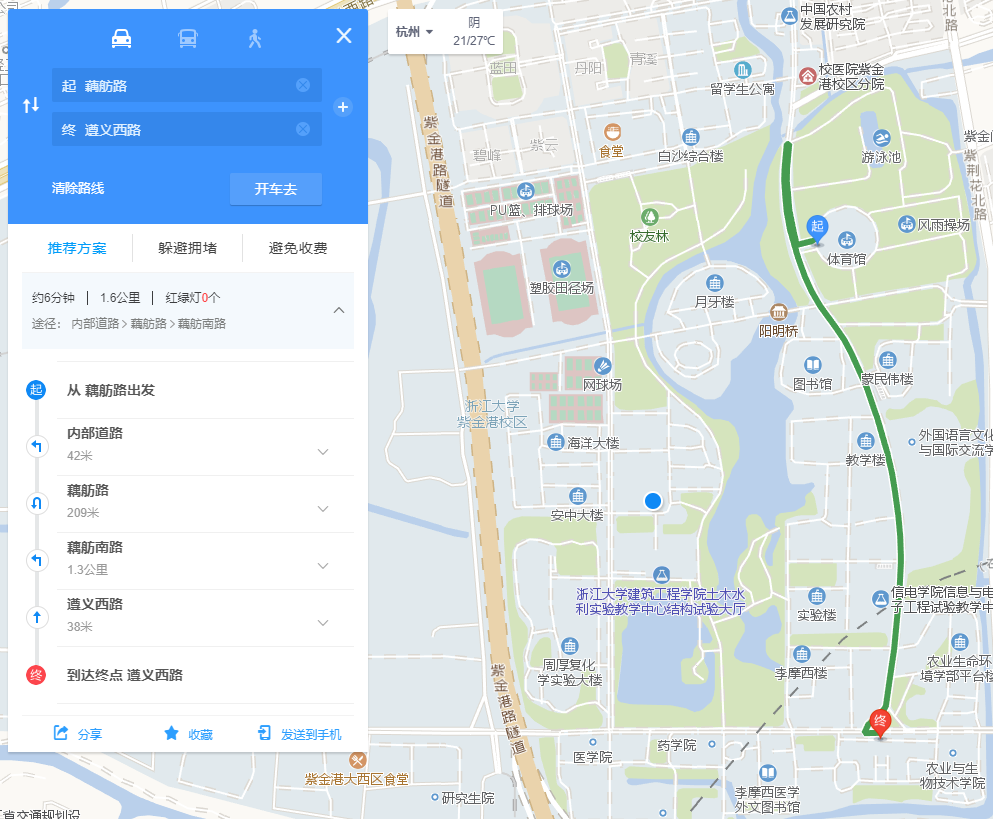 起 藕舫路
终 遵义西路
清除路线
开车去
推荐方案
躲避拥堵
避免收费
约6分钟 | 1.6公里 | 红绿灯0个
途径： 内部道路 > 藕舫路 > 藕舫南路
起
从 藕舫路出发
内部道路
42米
藕舫路
209米
藕舫南路
1.3公里
遵义西路
38米
终
到达终点 遵义西路
分享
收藏
发送到手机
杭州
阴
21/27℃
中国农村
发展研究院
蓝田
丹阳
青溪
留学生公寓
校医院紫金
港校区分院
紫金港路隧道
碧峰
紫云
食堂
白沙综合楼
游泳池
紫荆花北路
PU篮、排球场
校友林
起
风雨操场
体育馆
塑胶田径场
月牙楼
阳明桥
网球场
图书馆
蒙民伟楼
浙江大学
紫金港校区
海洋大楼
教学楼
外国语言文化
与国际交流学
安中大楼
浙江大学建筑工程学院土木水
利实验教学中心结构试验大厅
实验楼
信电学院信息与电
子工程试验教学中
周厚复化
学实验大楼
李摩西楼
农业生命环
境学部平台楼
紫金港路隧道
终
医学院
药学院
紫金港大西区食堂
研究生院
李摩西医学
外文图书馆
农业与生
物技术学院
省交通规划设